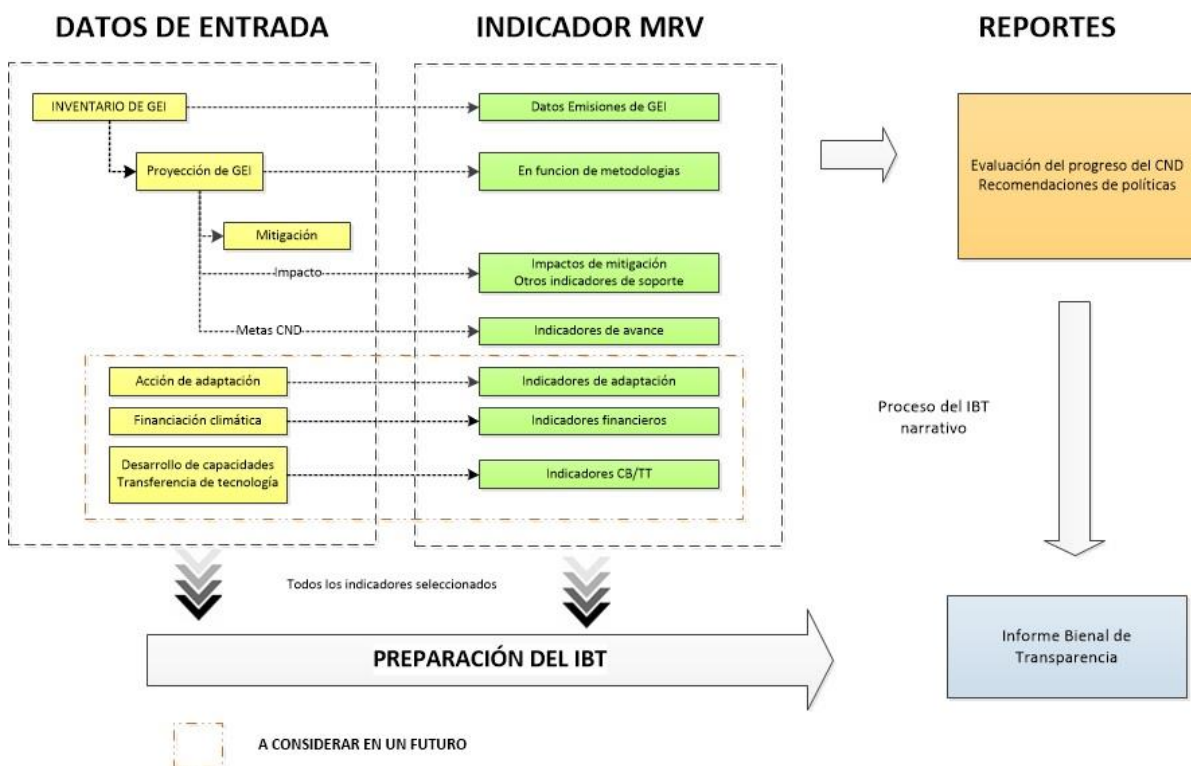 DATOS DE ENTRADA
INDICADOR MRV
REPORTES
INVENTARIO DE GEI
Datos Emisiones de GEI
Proyección de GEI
En funcion de metodologias
Evaluación del progreso del CND
Recomendaciones de políticas
Mitigación
Impacto
Impactos de mitigación
Otros indicadores de soporte
Metas CND
Indicadores de avance
Acción de adaptación
Indicadores de adaptación
Financiación climática
Indicadores financieros
Proceso del IBT
narrativo
Desarrollo de capacidades
Transferencia de tecnología
Indicadores CB/TT
Todos los indicadores seleccionados
PREPARACIÓN DEL IBT
Informe Bienal de
Transparencia
A CONSIDERAR EN UN FUTURO